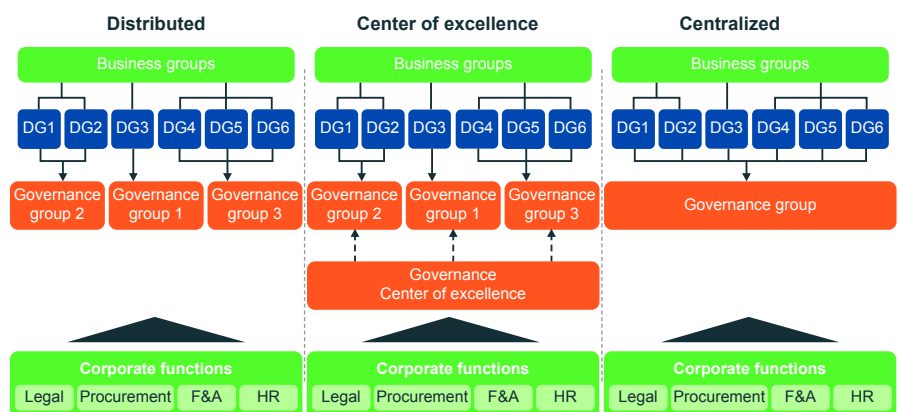 Distributed
Business groups
DG1 DG2 DG3 DG4 DG5 DG6
Governance group 2
Governance group 1
Governance group 3
Corporate functions
Legal Procurement F&A HR
Center of excellence
Business groups
DG1 DG2 DG3 DG4 DG5 DG6
Governance group 2
Governance group 1
Governance group 3
Governance
Center of excellence
Corporate functions
Legal Procurement F&A HR
Centralized
Business groups
DG1 DG2 DG3 DG4 DG5 DG6
Governance group
Corporate functions
Legal Procurement F&A HR